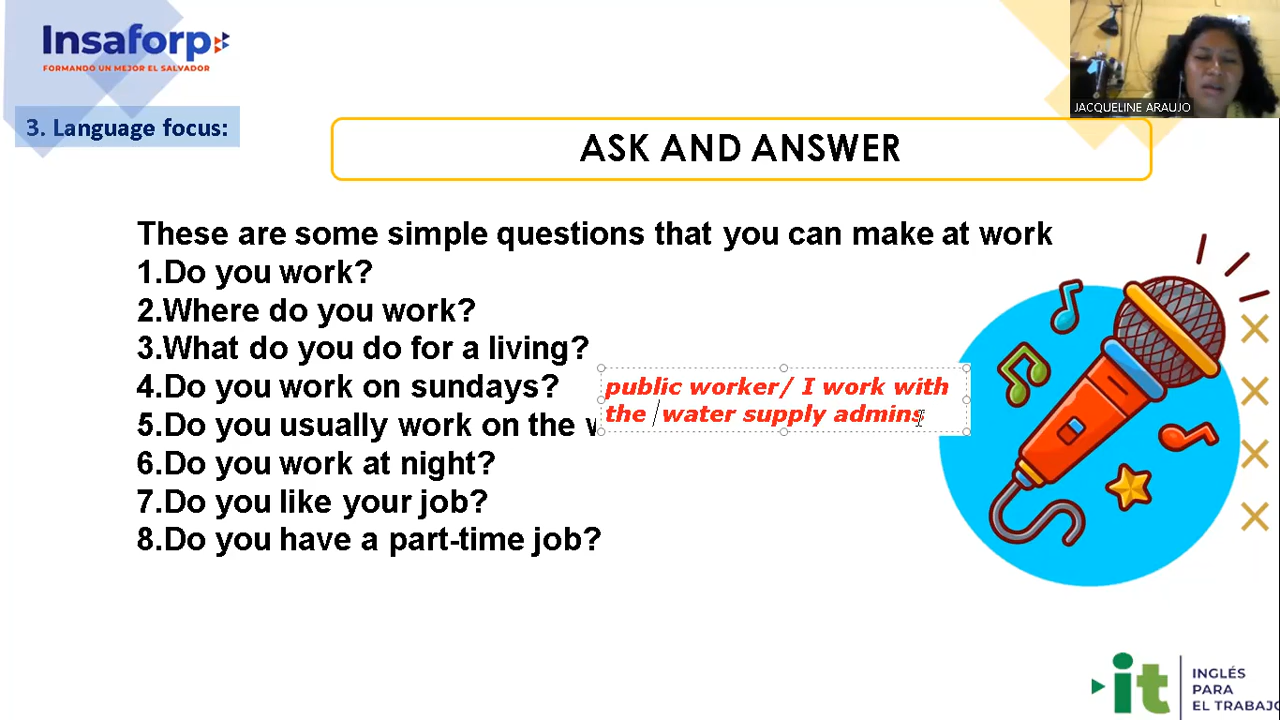 Insaforp
FORMANDO UN MEJOR EL SALVADOR
JACQUELINE ARAUJO
3. Language focus:
ASK AND ANSWER
These are some simple questions that you can make at work
1.Do you work?
2.Where do you work?
3.What do you do for a living?
4.Do you work on sundays?
public worker/ I work with
the water supply admins
5.Do you usually work on the
6.Do you work at night?
7.Do you like your job?
8.Do you have a part-time job?
it
INGLÉS
PARA
EL TRABAJO